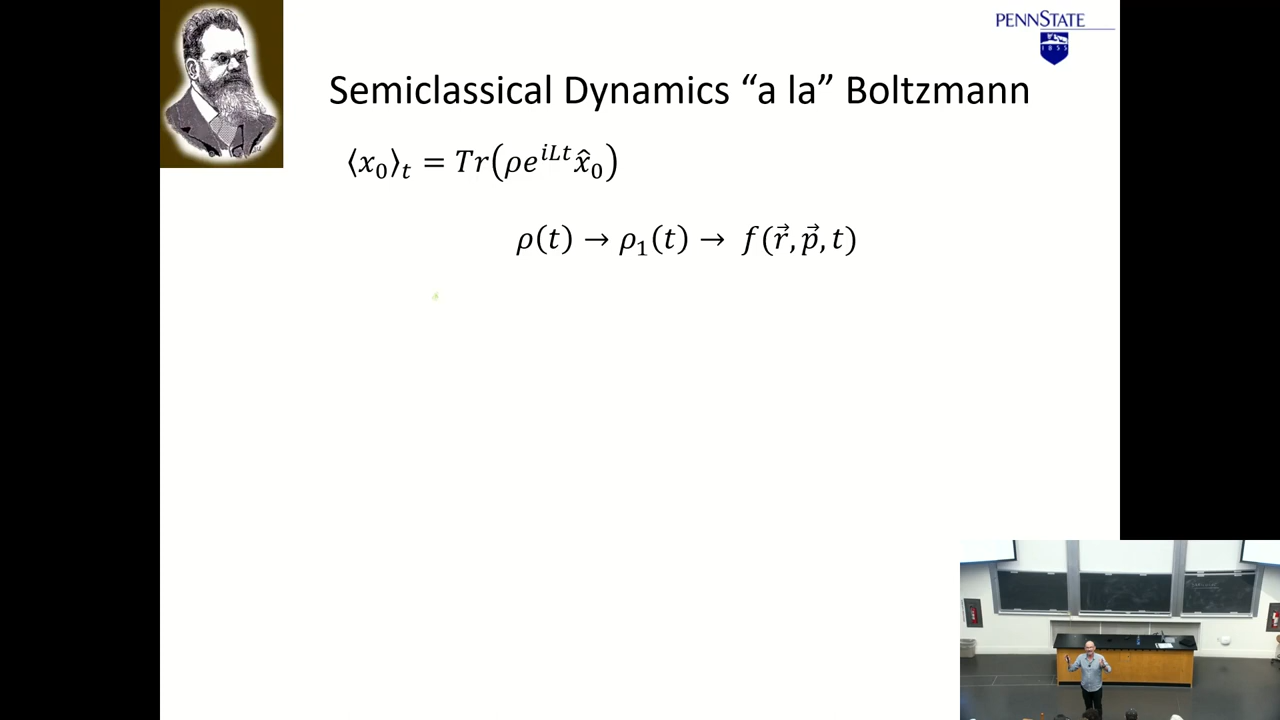 PENNSTATE
1855
Semiclassical Dynamics “a la” Boltzmann
⟨x₀⟩ₜ = Tr(ρe^{iLt}x̂₀)
ρ(t) → ρ₁(t) → f(r⃗, p⃗, t)